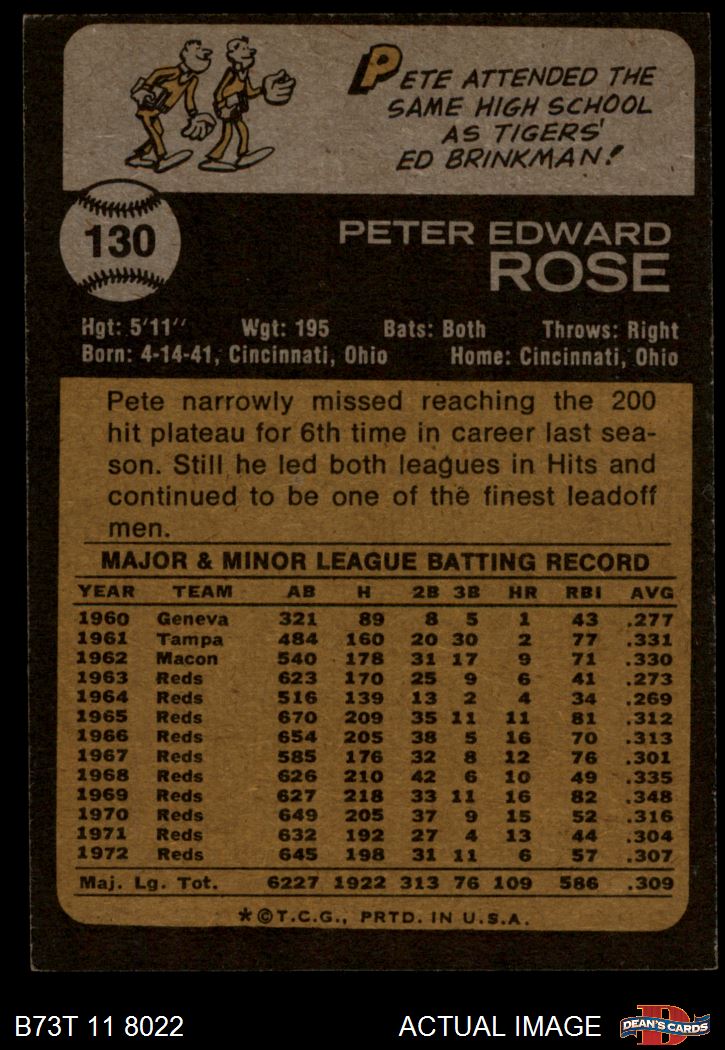 PETE ATTENDED THE
SAME HIGH SCHOOL
AS TIGERS'
ED BRINKMAN!
130
PETER EDWARD
ROSE
Hgt: 5'11" Wgt: 195 Bats: Both Throws: Right
Born: 4-14-41, Cincinnati, Ohio Home: Cincinnati, Ohio
Pete narrowly missed reaching the 200
hit plateau for 6th time in career last sea-
son. Still he led both leagues in Hits and
continued to be one of the finest leadoff
men.
MAJOR & MINOR LEAGUE BATTING RECORD
YEAR TEAM AB H 2B 3B HR RBI AVG
1960 Geneva 321 89 8 5 1 43 .277
1961 Tampa 484 160 20 30 2 77 .331
1962 Macon 540 178 31 17 9 71 .330
1963 Reds 623 170 25 9 6 41 .273
1964 Reds 516 139 13 2 4 34 .269
1965 Reds 670 209 35 11 11 81 .312
1966 Reds 654 205 38 5 16 70 .313
1967 Reds 585 176 32 8 12 76 .301
1968 Reds 626 210 42 6 10 49 .335
1969 Reds 627 218 33 11 16 82 .348
1970 Reds 649 205 37 9 15 52 .316
1971 Reds 632 192 27 4 13 44 .304
1972 Reds 645 198 31 11 6 57 .307
Maj. Lg. Tot. 6227 1922 313 76 109 586 .309
*©T.C.G., PRTD. IN U.S.A.
B73T 11 8022 ACTUAL IMAGE D DEAN'S CARDS